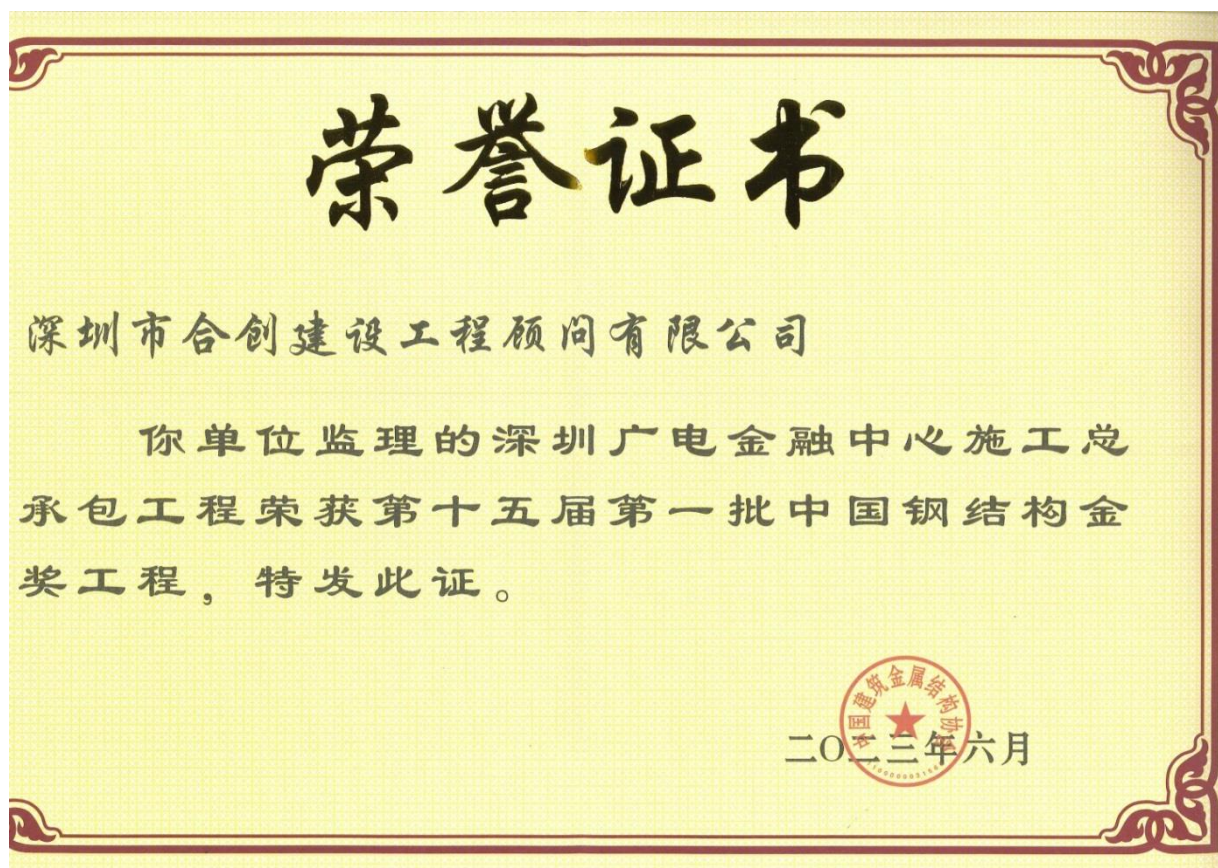 荣誉证书
深圳市合创建设工程顾问有限公司
你单位监理的深圳广电金融中心施工总
承包工程荣获第十五届第一批中国钢结构金
奖工程，特发此证。
中国建筑金属结构协会
二〇二三年六月